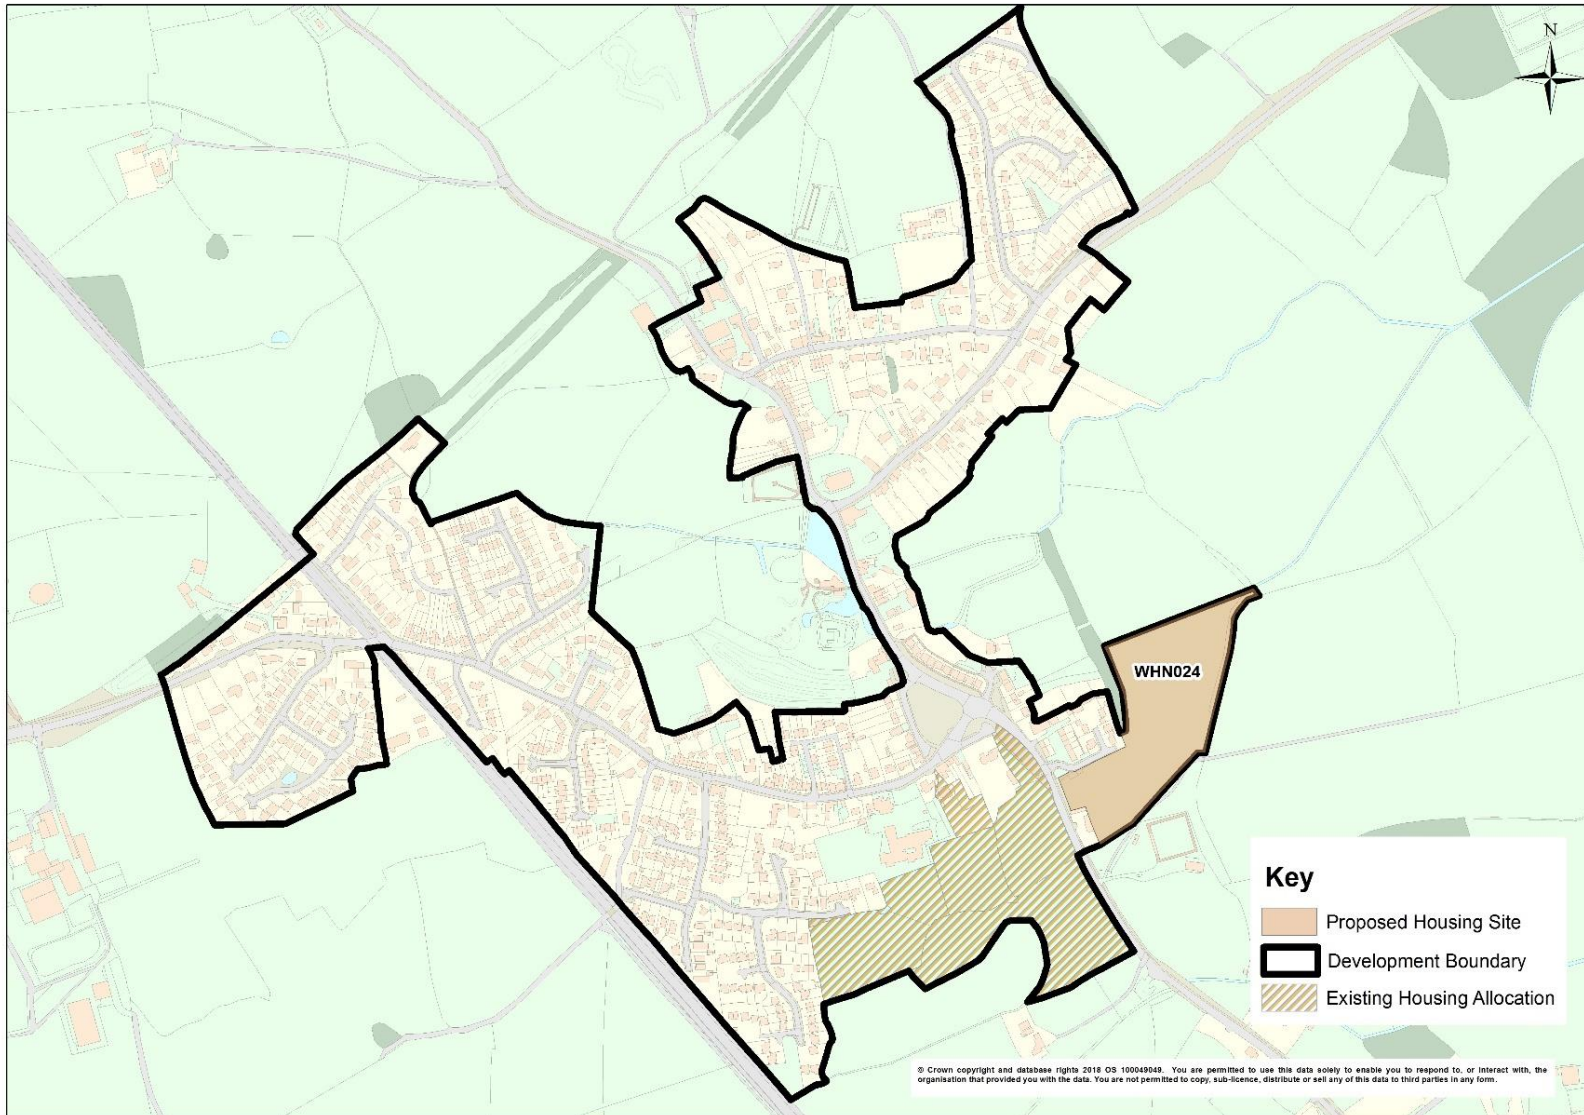 N
WHN024
Key
Proposed Housing Site
Development Boundary
Existing Housing Allocation
© Crown copyright and database rights 2018 OS 100049049. You are permitted to use this data solely to enable you to respond to, or interact with, the
organisation that provided you with the data. You are not permitted to copy, sub-licence, distribute or sell any of this data to third parties in any form.